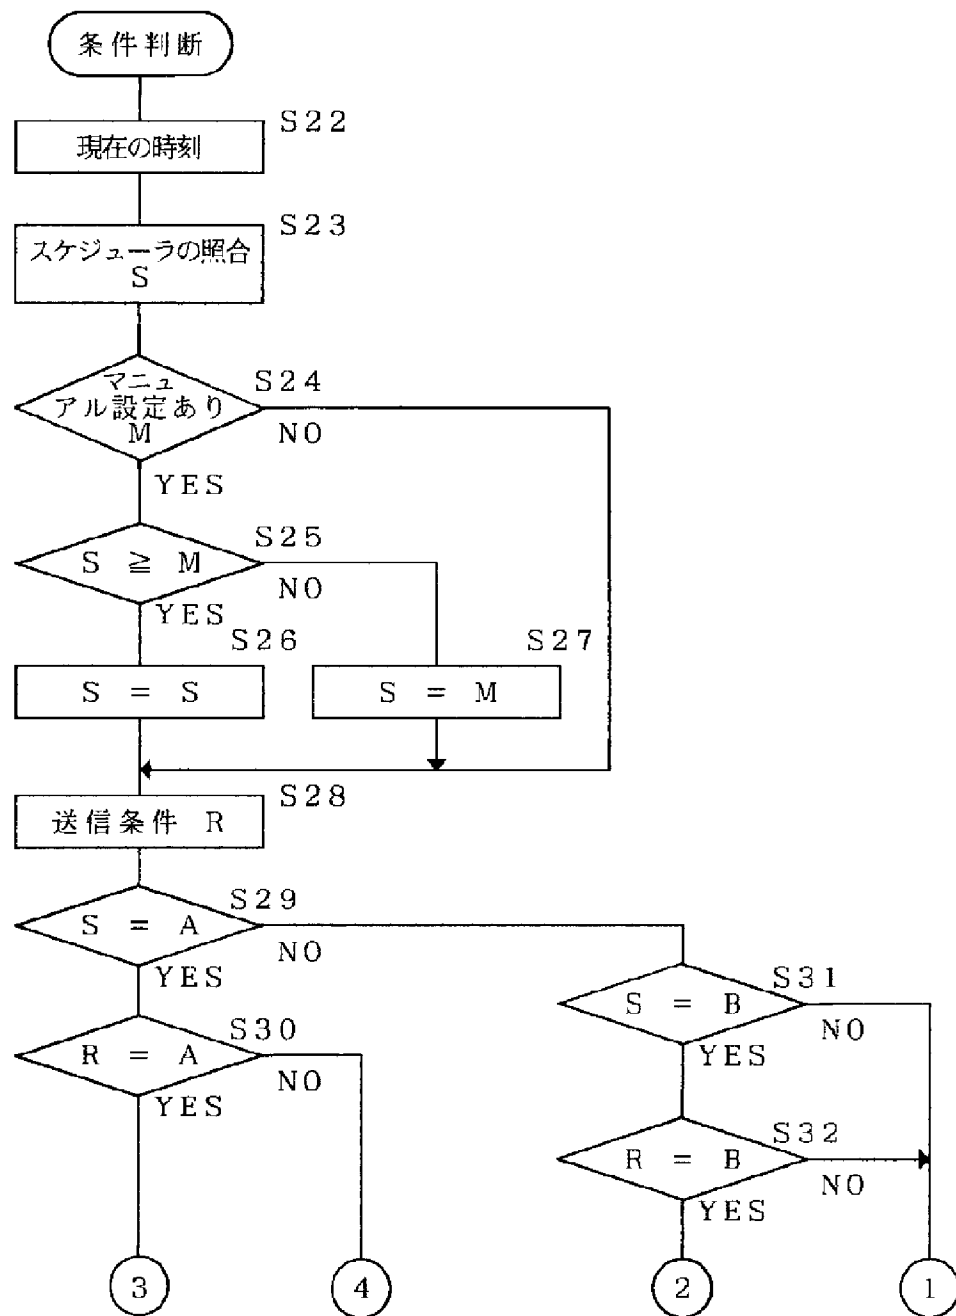 条件判断
S22
現在の時刻
S23
スケジューラの照合
S
S24
マニュ
アル設定あり
M
NO
YES
S25
S ≧ M
NO
YES
S26
S = S
S27
S = M
S28
送信条件 R
S29
S = A
NO
YES
S31
S = B
NO
YES
S30
R = A
NO
YES
S32
R = B
NO
YES
3
4
2
1